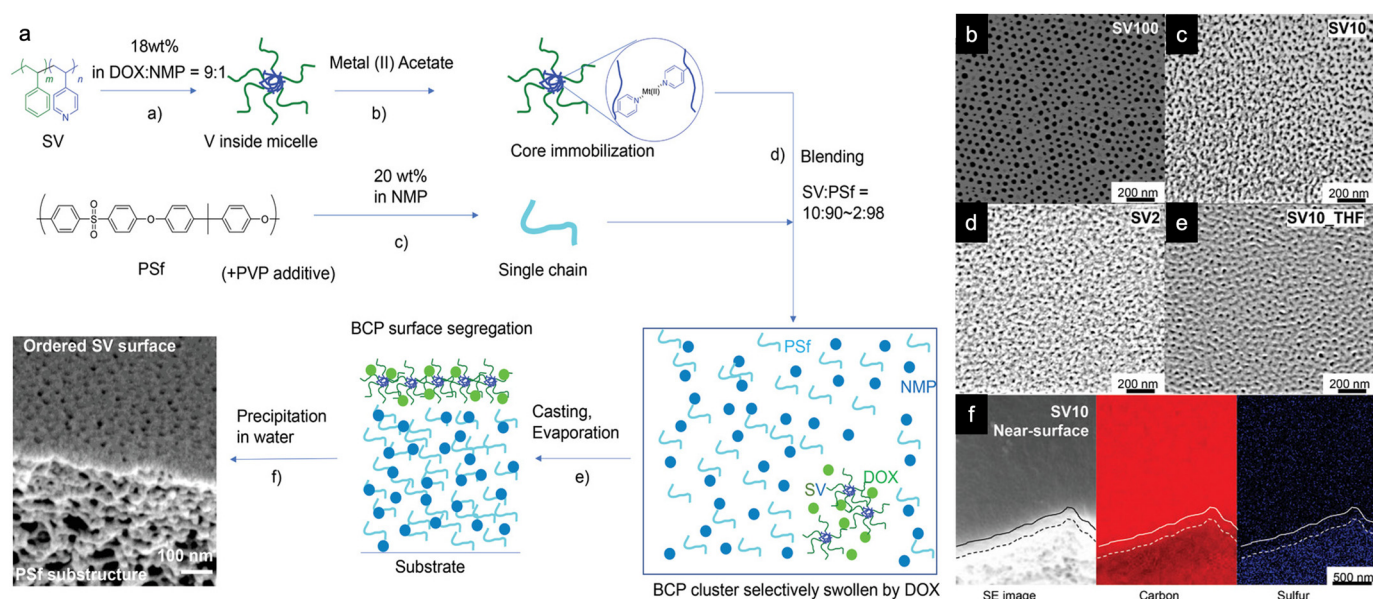 a
18wt%
in DOX:NMP = 9:1
a)
m
n
N
SV
V inside micelle
Metal (II) Acetate
b)
N
Mt(II)
N
Core immobilization
d)
Blending
SV:PSf =
10:90~2:98
O
S
O
O
O
PSf
(+PVP additive)
20 wt%
in NMP
c)
Single chain
PSf
NMP
DOX
SV
BCP cluster selectively swollen by DOX
Casting,
Evaporation
e)
BCP surface segregation
Substrate
Precipitation
in water
f)
Ordered SV surface
100 nm
PSf substructure
b
SV100
200 nm
c
SV10
200 nm
d
SV2
200 nm
e
SV10_THF
200 nm
f
SV10
Near-surface
500 nm
SE image
Carbon
Sulfur